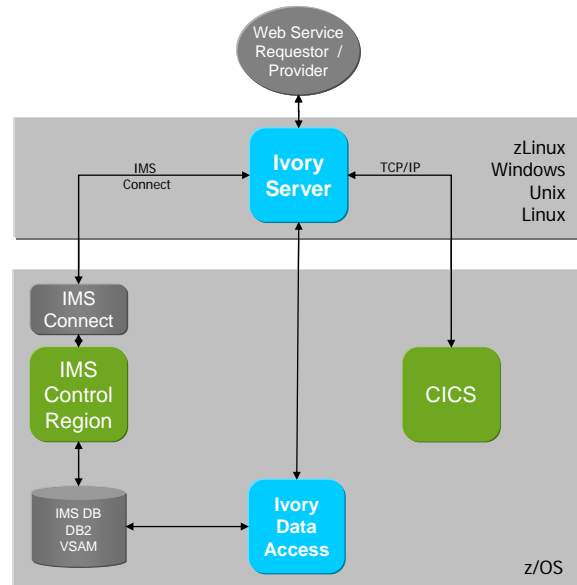 Web Service
Requestor /
Provider
Ivory
Server
IMS
Connect
TCP/IP
zLinux
Windows
Unix
Linux
IMS
Connect
IMS
Control
Region
CICS
IMS DB
DB2
VSAM
Ivory
Data
Access
z/OS